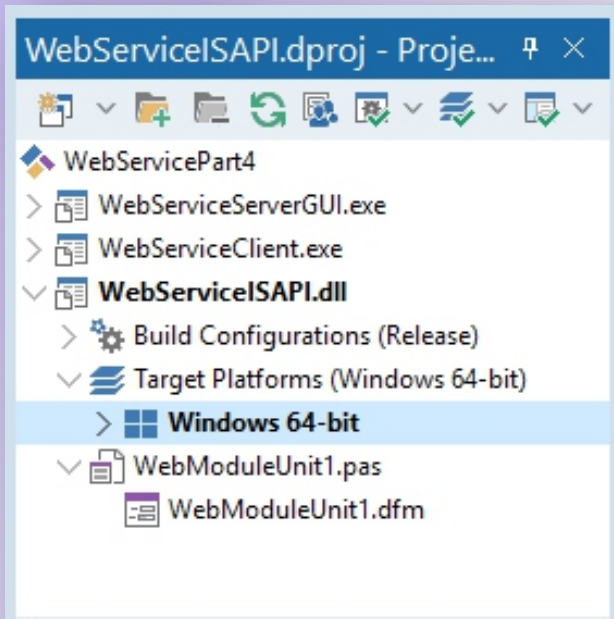 WebServiceISAPI.dproj - Proje...
WebServicePart4
WebServiceServerGUI.exe
WebServiceClient.exe
WebServiceISAPI.dll
Build Configurations (Release)
Target Platforms (Windows 64-bit)
Windows 64-bit
WebModuleUnit1.pas
WebModuleUnit1.dfm